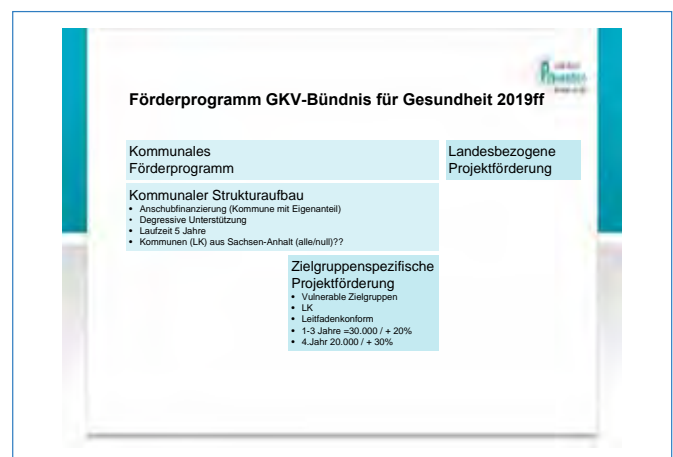 Förderprogramm GKV-Bündnis für Gesundheit 2019ff
Kommunales
Förderprogramm
Landesbezogene
Projektförderung
Kommunaler Strukturaufbau
• Anschubfinanzierung (Kommune mit Eigenanteil)
• Degressive Unterstützung
• Laufzeit 5 Jahre
• Kommunen (LK) aus Sachsen-Anhalt (alle/null)??
Zielgruppenspezifische
Projektförderung
• Vulnerable Zielgruppen
• LK
• Leitfadenkonform
• 1-3 Jahre =30.000 / + 20%
• 4.Jahr 20.000 / + 30%